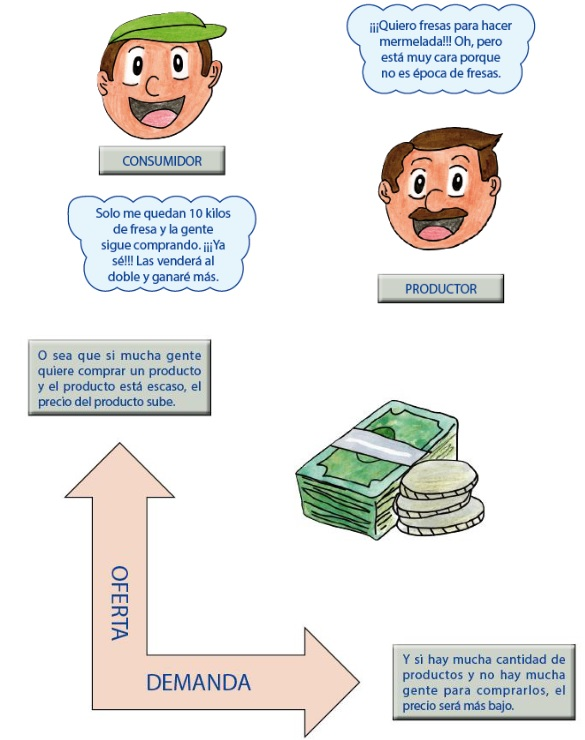 ¡¡¡Quiero fresas para hacer
mermelada!!! Oh, pero
está muy cara porque
no es época de fresas.
CONSUMIDOR
Solo me quedan 10 kilos
de fresa y la gente
sigue comprando. ¡¡¡Ya
sé!!! Las venderá al
doble y ganaré más.
PRODUCTOR
O sea que si mucha gente
quiere comprar un producto
y el producto está escaso, el
precio del producto sube.
OFERTA
DEMANDA
Y si hay mucha cantidad de
productos y no hay mucha
gente para comprarlos, el
precio será más bajo.